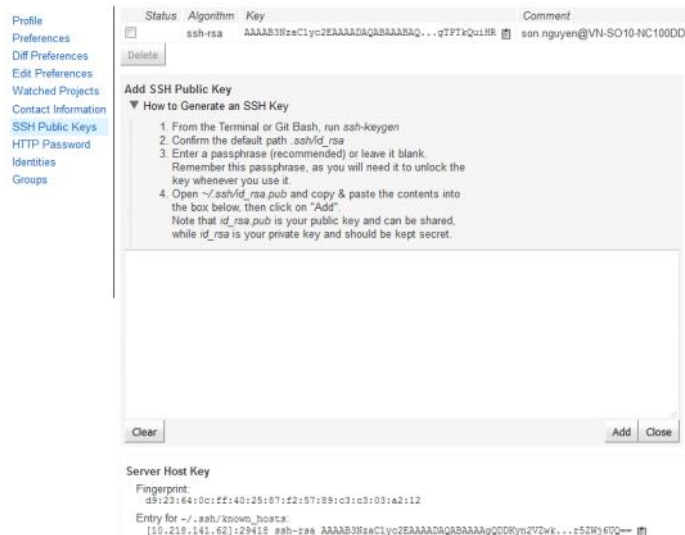 Profile
Preferences
Diff Preferences
Edit Preferences
Watched Projects
Contact Information
SSH Public Keys
HTTP Password
Identities
Groups
Status Algorithm Key Comment
ssh-rsa AAAAB3NzaC1yc2EAAAADAQABAAABAQ...gTPTkQuiHR son.nguyen@VN-SO10-NC100DD
Delete
Add SSH Public Key
▼ How to Generate an SSH Key
1. From the Terminal or Git Bash, run ssh-keygen
2. Confirm the default path .ssh/id_rsa
3. Enter a passphrase (recommended) or leave it blank.
Remember this passphrase, as you will need it to unlock the
key whenever you use it.
4. Open ~/.ssh/id_rsa.pub and copy & paste the contents into
the box below, then click on "Add".
Note that id_rsa.pub is your public key and can be shared,
while id_rsa is your private key and should be kept secret.
Clear Add Close
Server Host Key
Fingerprint:
d9:23:64:0c:ff:40:25:87:f2:57:89:c3:c3:03:a2:12
Entry for ~/.ssh/known_hosts:
[10.218.141.62]:29418 ssh-rsa AAAAB3NzaC1yc2EAAAADAQABAAAAgQDDKyn2VZwk...r5ZWj6UQ==